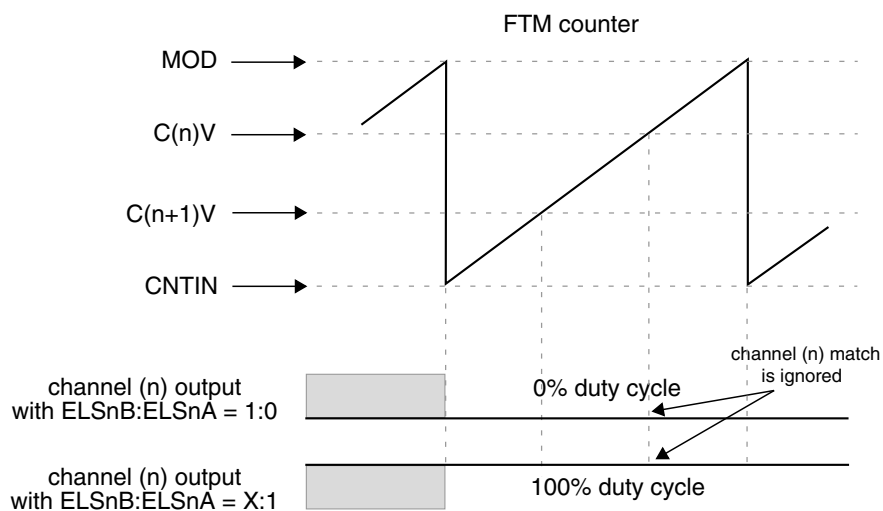 FTM counter
MOD
C(n)V
C(n+1)V
CNTIN
channel (n) match
is ignored
channel (n) output
with ELSnB:ELSnA = 1:0
0% duty cycle
channel (n) output
with ELSnB:ELSnA = X:1
100% duty cycle